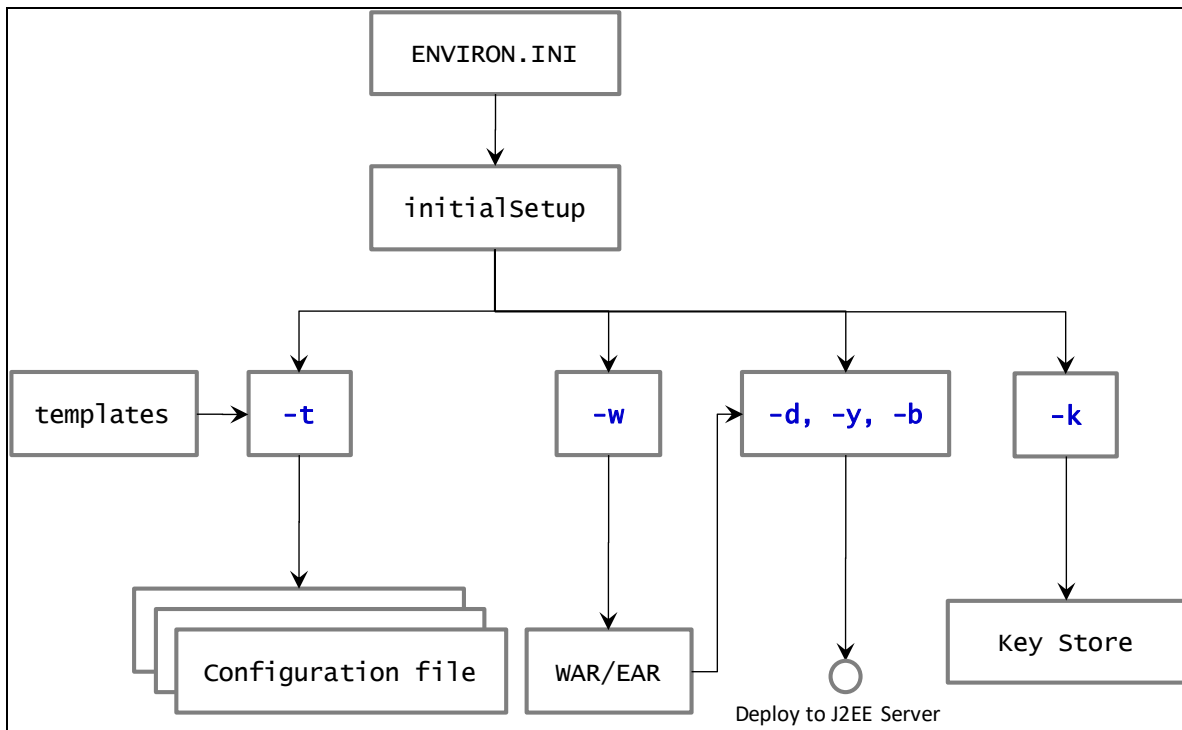 ENVIRON.INI
initialSetup
templates
-t
-w
-d, -y, -b
-k
Configuration file
WAR/EAR
Key Store
Deploy to J2EE Server